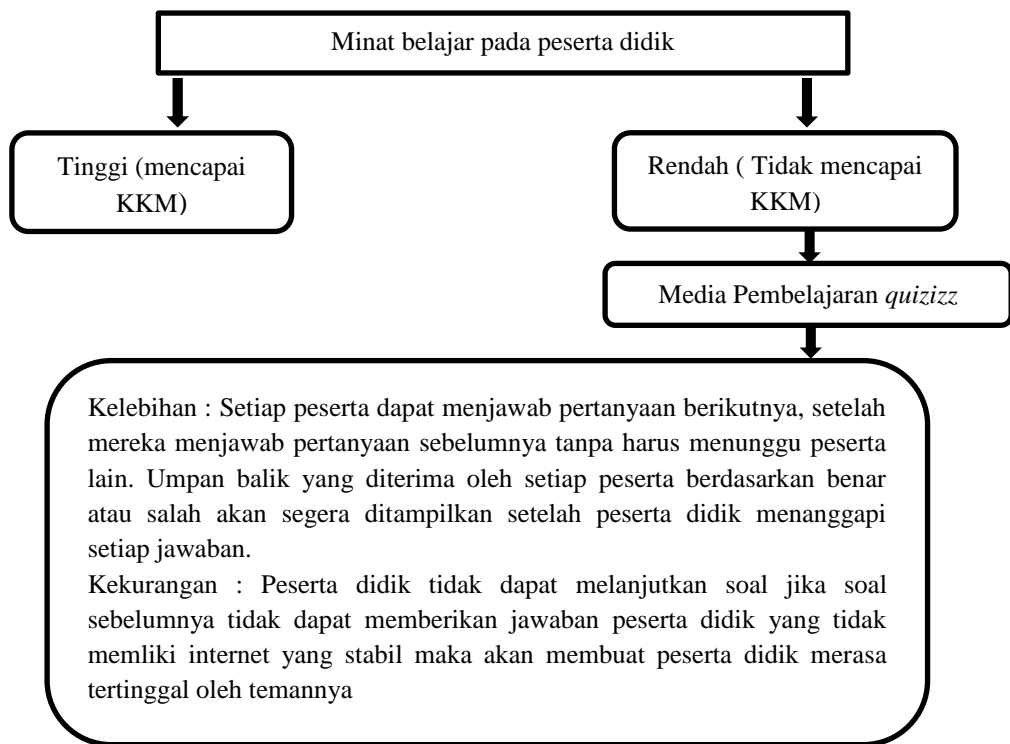 Minat belajar pada peserta didik
Tinggi (mencapai
KKM)
Rendah ( Tidak mencapai
KKM)
Media Pembelajaran quizizz
Kelebihan : Setiap peserta dapat menjawab pertanyaan berikutnya, setelah
mereka menjawab pertanyaan sebelumnya tanpa harus menunggu peserta
lain. Umpan balik yang diterima oleh setiap peserta berdasarkan benar
atau salah akan segera ditampilkan setelah peserta didik menanggapi
setiap jawaban.
Kekurangan : Peserta didik tidak dapat melanjutkan soal jika soal
sebelumnya tidak dapat memberikan jawaban peserta didik yang tidak
memliki internet yang stabil maka akan membuat peserta didik merasa
tertinggal oleh temannya